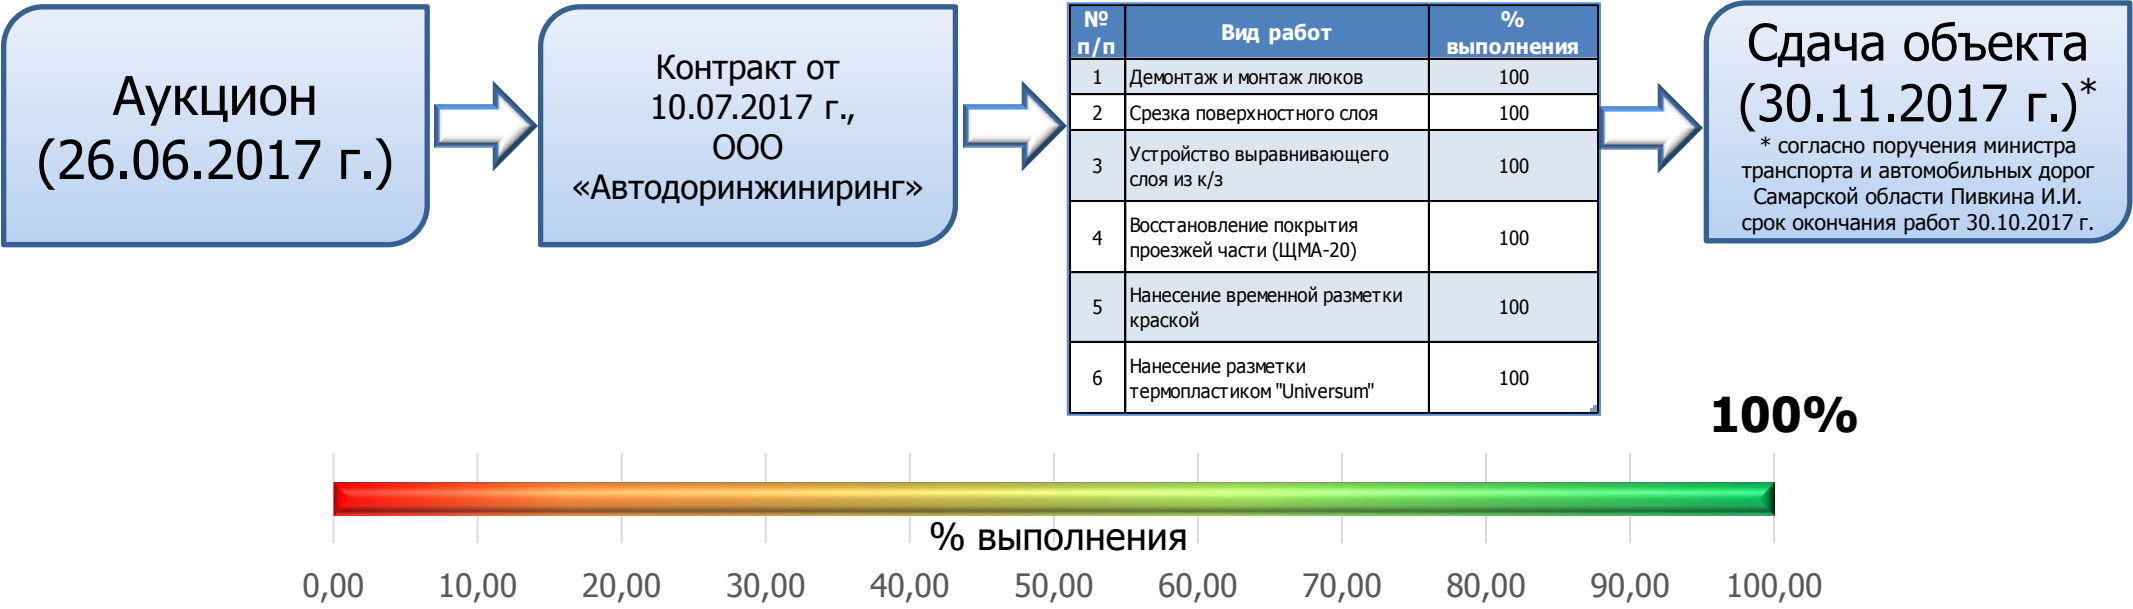 Аукцион
(26.06.2017 г.)
Контракт от
10.07.2017 г.,
ООО
«Автодоринжиниринг»
№ п/п Вид работ % выполнения
1 Демонтаж и монтаж люков 100
2 Срезка поверхностного слоя 100
3 Устройство выравнивающего
слоя из к/з 100
4 Восстановление покрытия
проезжей части (ЩМА-20) 100
5 Нанесение временной разметки
краской 100
6 Нанесение разметки
термопластиком "Universum" 100
Сдача объекта
(30.11.2017 г.)*
* согласно поручения министра
транспорта и автомобильных дорог
Самарской области Пивкина И.И.
срок окончания работ 30.10.2017 г.
100%
% выполнения
0,00 10,00 20,00 30,00 40,00 50,00 60,00 70,00 80,00 90,00 100,00